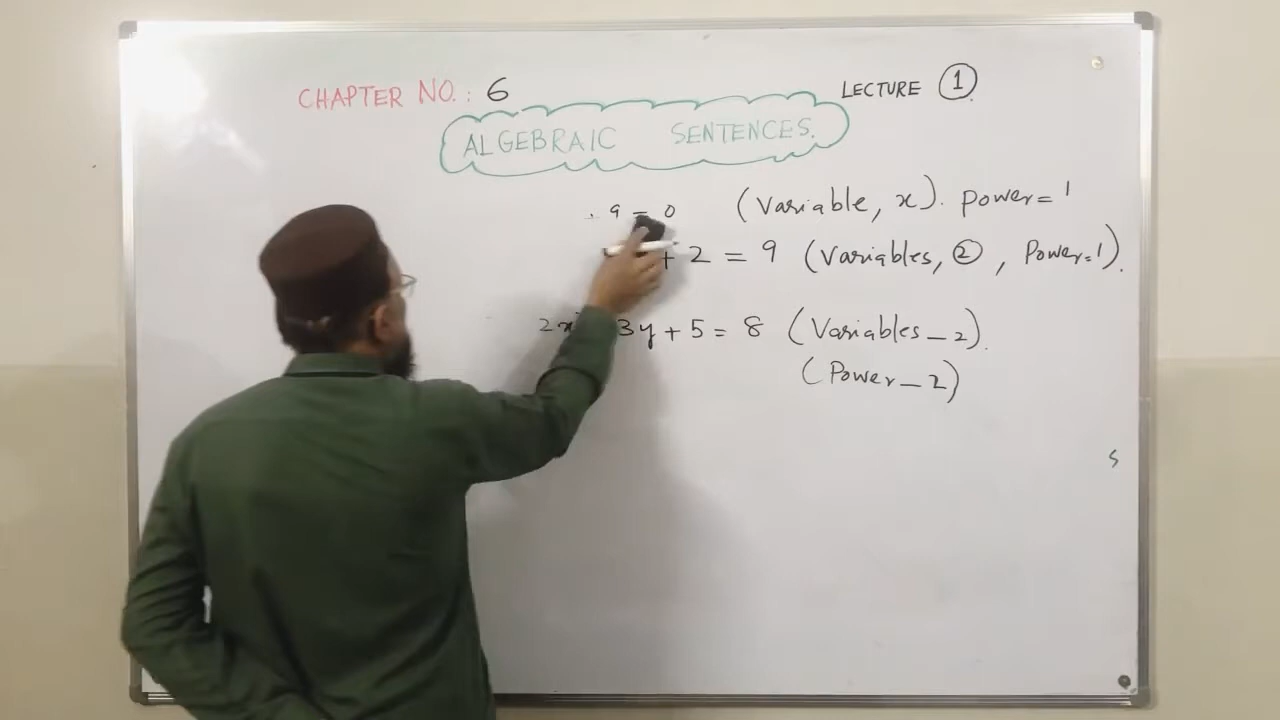 CHAPTER NO.: 6
LECTURE 1
ALGEBRAIC SENTENCES.
9 = 0 (Variable, x). Power = 1
+ 2 = 9 (Variables, 2, Power=1).
2x 3y + 5 = 8 (Variables _ 2).
(Power _ 2)